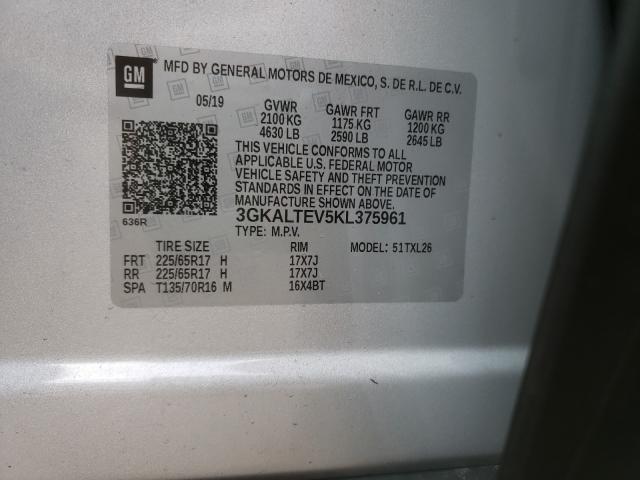 GM MFD BY GENERAL MOTORS DE MEXICO, S. DE R.L. DE C.V.
05/19 GVWR GAWR FRT GAWR RR
2100 KG 1175 KG 1200 KG
4630 LB 2590 LB 2645 LB
THIS VEHICLE CONFORMS TO ALL
APPLICABLE U.S. FEDERAL MOTOR
VEHICLE SAFETY AND THEFT PREVENTION
STANDARDS IN EFFECT ON THE DATE OF
MANUFACTURE SHOWN ABOVE.
3GKALTEV5KL375961
636R
TYPE: M.P.V. MODEL: 51TXL26
TIRE SIZE RIM
FRT 225/65R17 H 17X7J
RR 225/65R17 H 17X7J
SPA T135/70R16 M 16X4BT